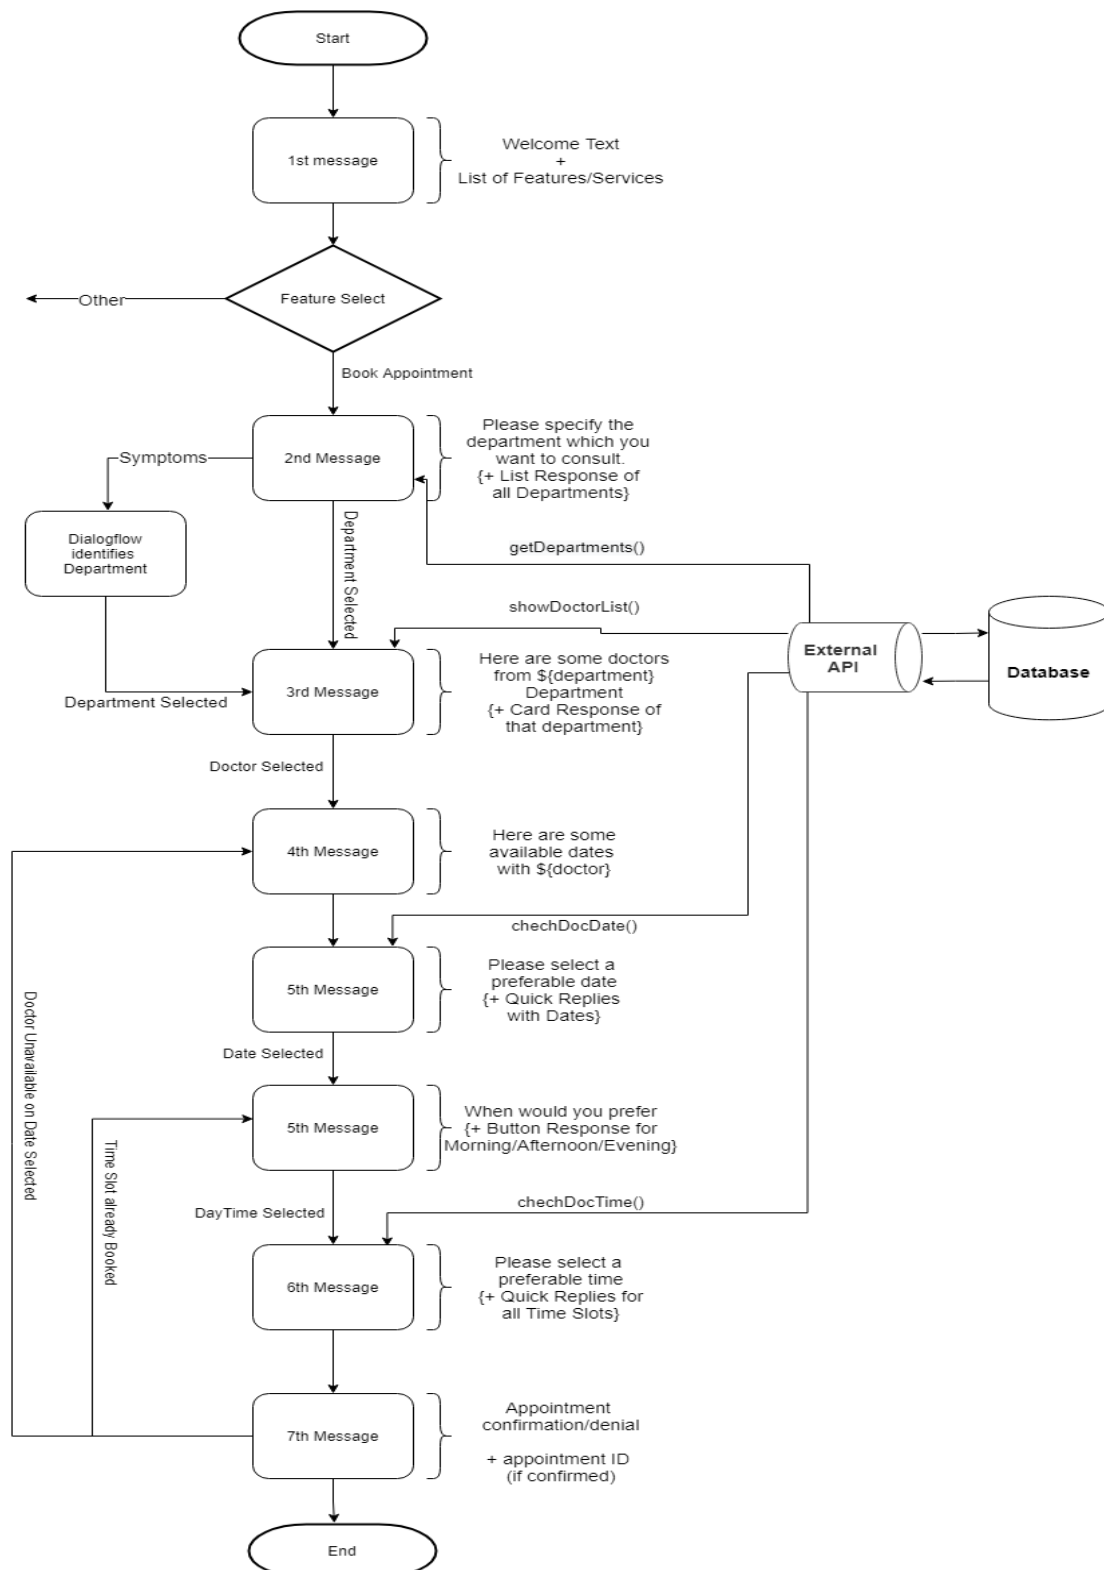 Start
1st message
Welcome Text
+
List of Features/Services
Feature Select
Other
Book Appointment
2nd Message
Please specify the
department which you
want to consult.
{+ List Response of
all Departments}
Symptoms
Dialogflow
identifies
Department
Department Selected
getDepartments()
showDoctorList()
External
API
Database
3rd Message
Here are some doctors
from ${department}
Department
{+ Card Response of
that department}
Department Selected
Doctor Selected
4th Message
Here are some
available dates
with ${doctor}
chechDocDate()
5th Message
Please select a
preferable date
{+ Quick Replies
with Dates}
Doctor Unavailable on Date Selected
Date Selected
5th Message
When would you prefer
{+ Button Response for
Morning/Afternoon/Evening}
Time Slot already Booked
DayTime Selected
chechDocTime()
6th Message
Please select a
preferable time
{+ Quick Replies for
all Time Slots}
7th Message
Appointment
confirmation/denial
+ appointment ID
(if confirmed)
End